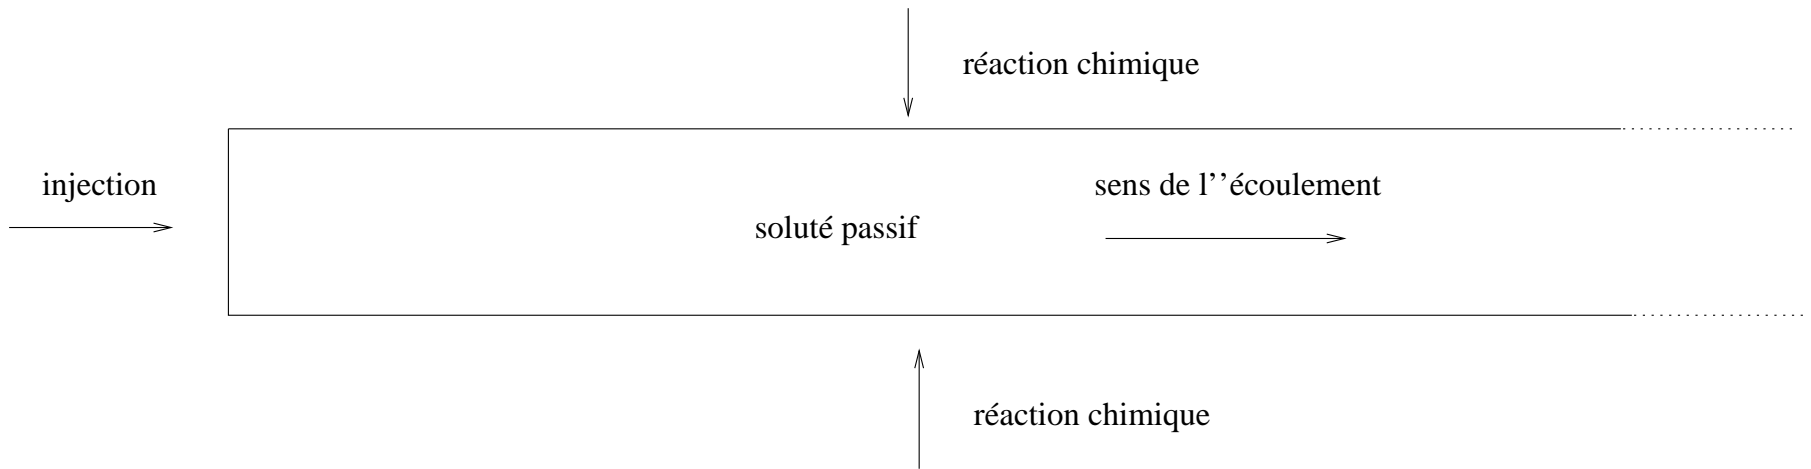 réaction chimique
injection
sens de l''écoulement
soluté passif
réaction chimique